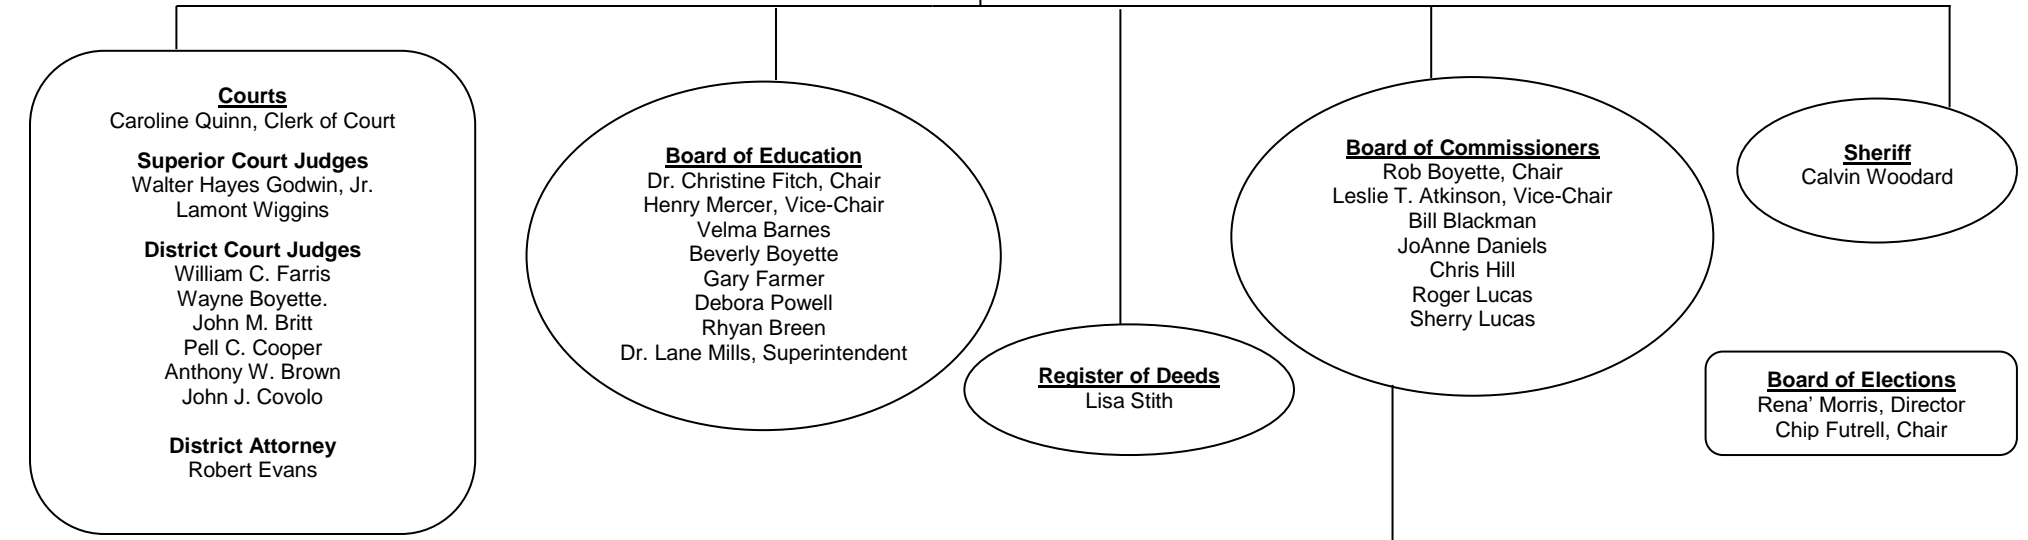 Courts
Caroline Quinn, Clerk of Court
Superior Court Judges
Walter Hayes Godwin, Jr.
Lamont Wiggins
District Court Judges
William C. Farris
Wayne Boyette.
John M. Britt
Pell C. Cooper
Anthony W. Brown
John J. Covolo
District Attorney
Robert Evans
Board of Education
Dr. Christine Fitch, Chair
Henry Mercer, Vice-Chair
Velma Barnes
Beverly Boyette
Gary Farmer
Debora Powell
Rhyan Breen
Dr. Lane Mills, Superintendent
Register of Deeds
Lisa Stith
Board of Commissioners
Rob Boyette, Chair
Leslie T. Atkinson, Vice-Chair
Bill Blackman
JoAnne Daniels
Chris Hill
Roger Lucas
Sherry Lucas
Sheriff
Calvin Woodard
Board of Elections
Rena’ Morris, Director
Chip Futrell, Chair